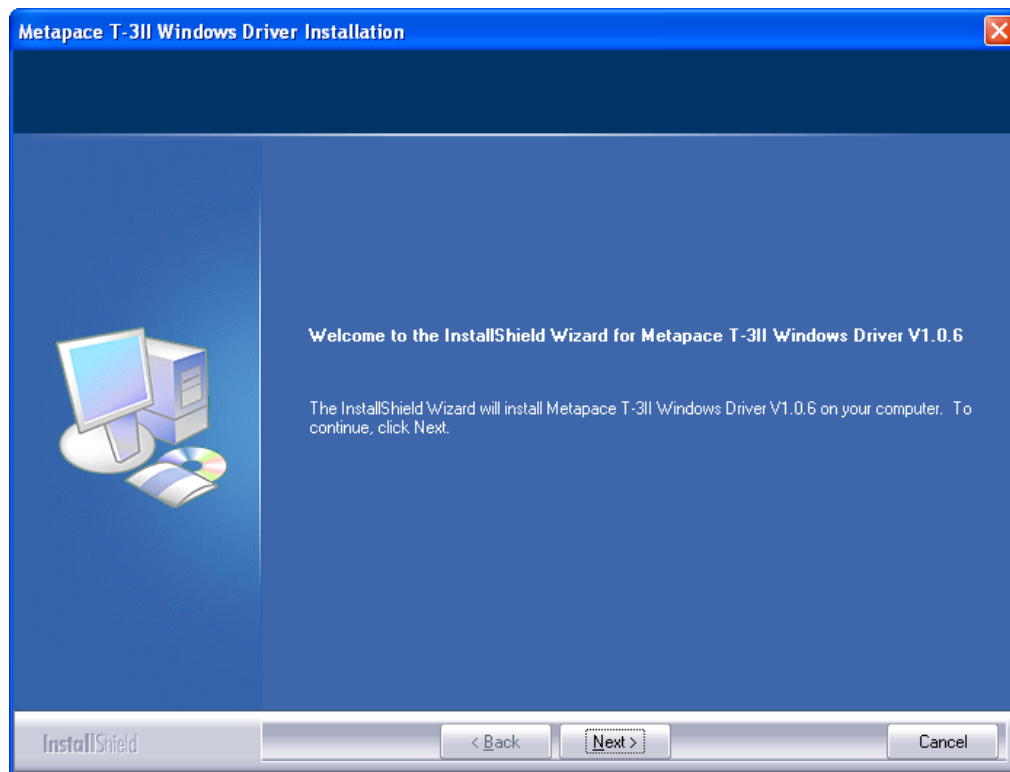 Metapace T-3II Windows Driver Installation
Welcome to the InstallShield Wizard for Metapace T-3II Windows Driver V1.0.6
The InstallShield Wizard will install Metapace T-3II Windows Driver V1.0.6 on your computer. To
continue, click Next.
InstallShield
< Back
Next >
Cancel